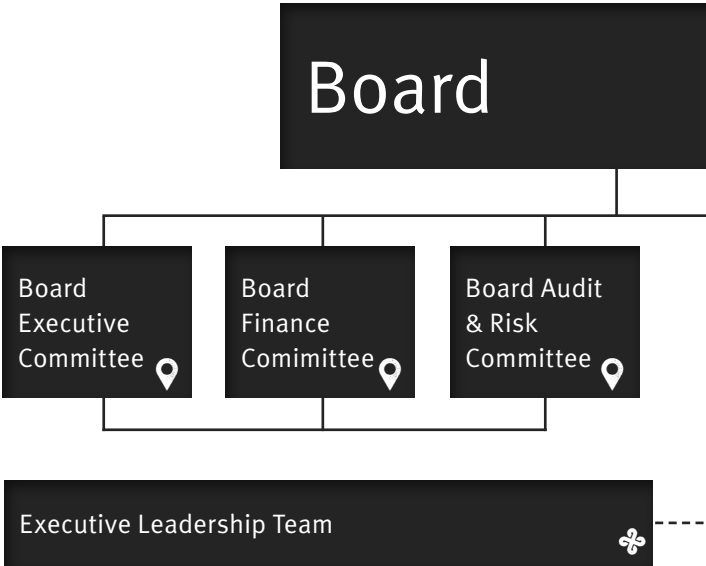 Board
Board
Executive
Committee
Board
Finance
Comimittee
Board Audit
& Risk
Committee
Executive Leadership Team